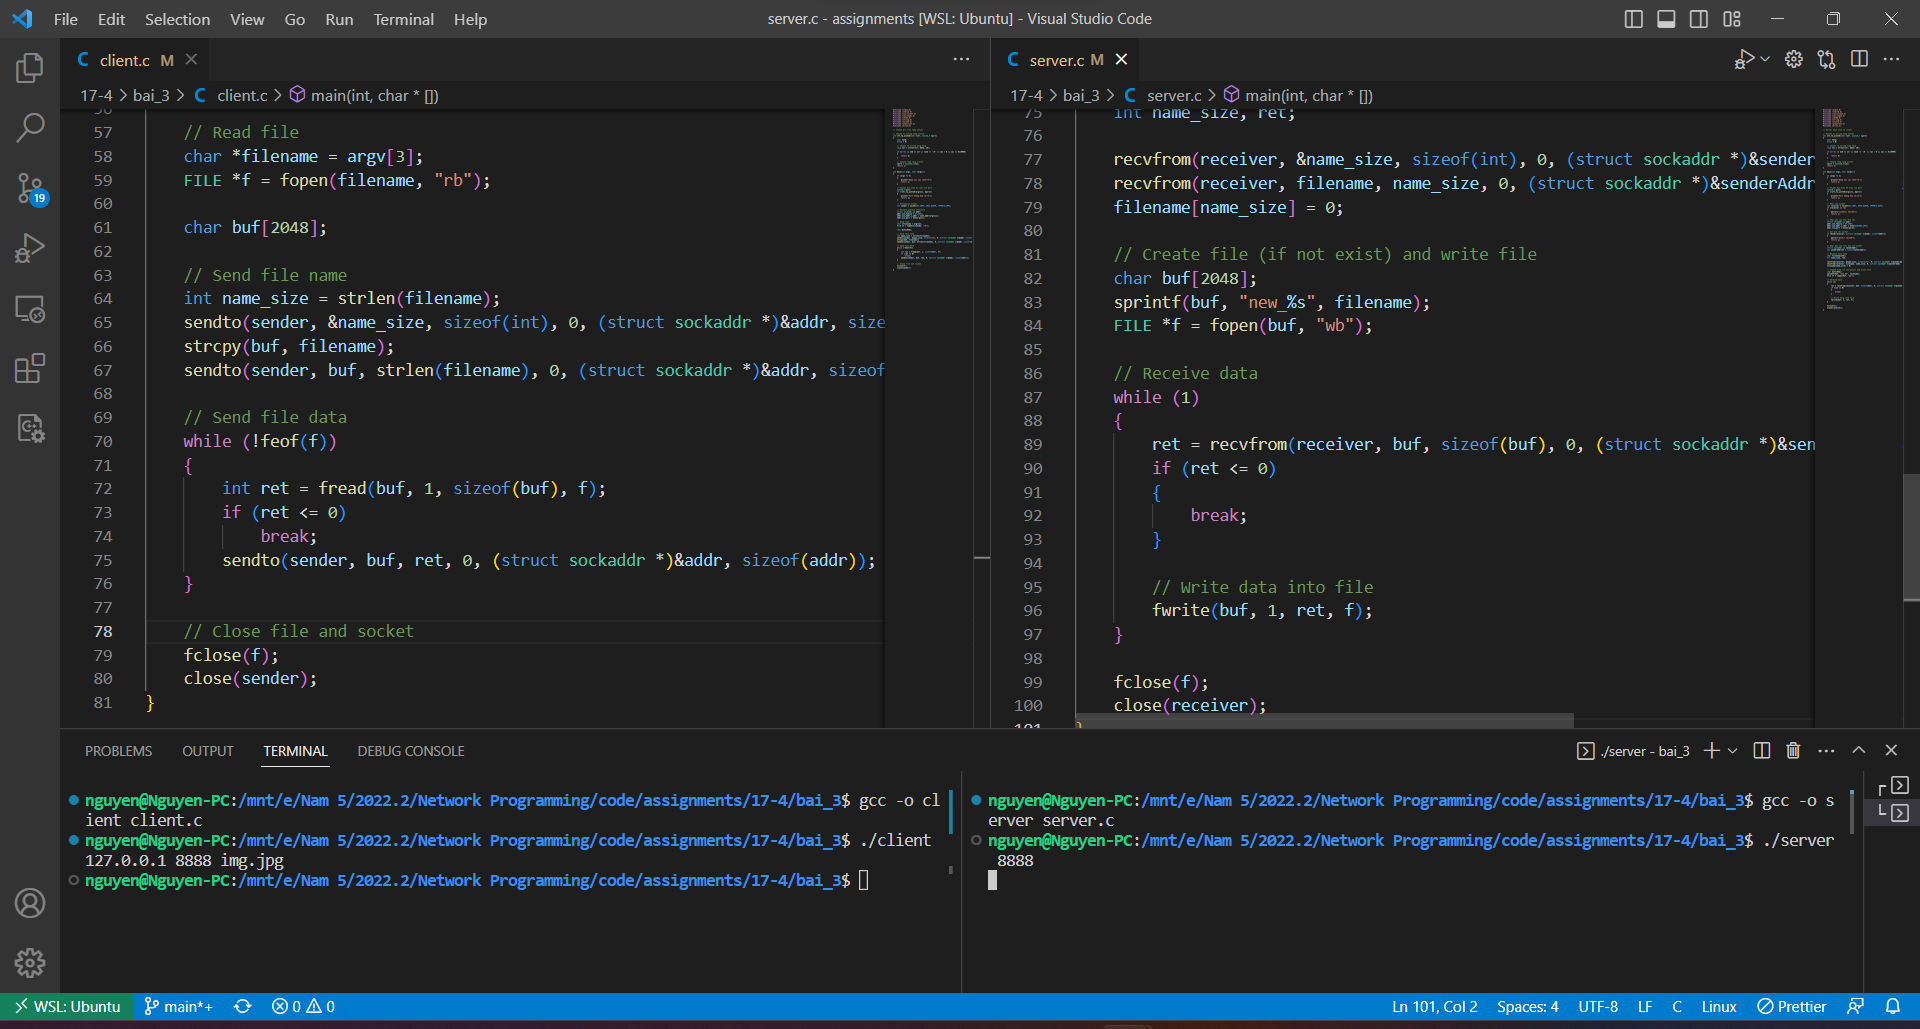 File Edit Selection View Go Run Terminal Help
server.c - assignments [WSL: Ubuntu] - Visual Studio Code
C client.c M
17-4 > bai_3 > C client.c > main(int, char * [])
57 // Read file
58 char *filename = argv[3];
59 FILE *f = fopen(filename, "rb");
60
61 char buf[2048];
62
63 // Send file name
64 int name_size = strlen(filename);
65 sendto(sender, &name_size, sizeof(int), 0, (struct sockaddr *)&addr, size
66 strcpy(buf, filename);
67 sendto(sender, buf, strlen(filename), 0, (struct sockaddr *)&addr, sizeof
68
69 // Send file data
70 while (!feof(f))
71 {
72 int ret = fread(buf, 1, sizeof(buf), f);
73 if (ret <= 0)
74 break;
75 sendto(sender, buf, ret, 0, (struct sockaddr *)&addr, sizeof(addr));
76 }
77
78 // Close file and socket
79 fclose(f);
80 close(sender);
81 }
C server.c M
17-4 > bai_3 > C server.c > main(int, char * [])
75 int name_size, ret;
76
77 recvfrom(receiver, &name_size, sizeof(int), 0, (struct sockaddr *)&sender
78 recvfrom(receiver, filename, name_size, 0, (struct sockaddr *)&senderAddr
79 filename[name_size] = 0;
80
81 // Create file (if not exist) and write file
82 char buf[2048];
83 sprintf(buf, "new_%s", filename);
84 FILE *f = fopen(buf, "wb");
85
86 // Receive data
87 while (1)
88 {
89 ret = recvfrom(receiver, buf, sizeof(buf), 0, (struct sockaddr *)&sen
90 if (ret <= 0)
91 {
92 break;
93 }
94
95 // Write data into file
96 fwrite(buf, 1, ret, f);
97 }
98
99 fclose(f);
100 close(receiver);
101 }
19
PROBLEMS OUTPUT TERMINAL DEBUG CONSOLE
./server - bai_3
nguyen@Nguyen-PC:/mnt/e/Nam 5/2022.2/Network Programming/code/assignments/17-4/bai_3$ gcc -o cl
ient client.c
nguyen@Nguyen-PC:/mnt/e/Nam 5/2022.2/Network Programming/code/assignments/17-4/bai_3$ ./client
127.0.0.1 8888 img.jpg
nguyen@Nguyen-PC:/mnt/e/Nam 5/2022.2/Network Programming/code/assignments/17-4/bai_3$
nguyen@Nguyen-PC:/mnt/e/Nam 5/2022.2/Network Programming/code/assignments/17-4/bai_3$ gcc -o s
erver server.c
nguyen@Nguyen-PC:/mnt/e/Nam 5/2022.2/Network Programming/code/assignments/17-4/bai_3$ ./server
8888
WSL: Ubuntu main*+ 0 0
Ln 101, Col 2 Spaces: 4 UTF-8 LF C Linux Prettier